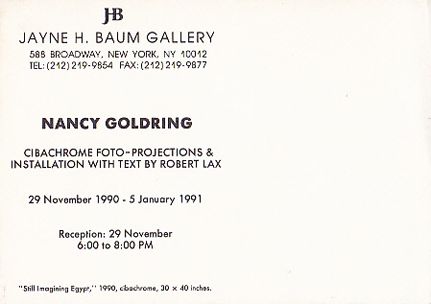 JHB
JAYNE H. BAUM GALLERY
588 BROADWAY, NEW YORK, NY 10012
TEL: (212) 219-9854 FAX: (212) 219-9877
NANCY GOLDRING
CIBACHROME FOTO-PROJECTIONS &
INSTALLATION WITH TEXT BY ROBERT LAX
29 November 1990 - 5 January 1991
Reception: 29 November
6:00 to 8:00 PM
"Still Imagining Egypt," 1990, cibachrome, 30 × 40 inches.